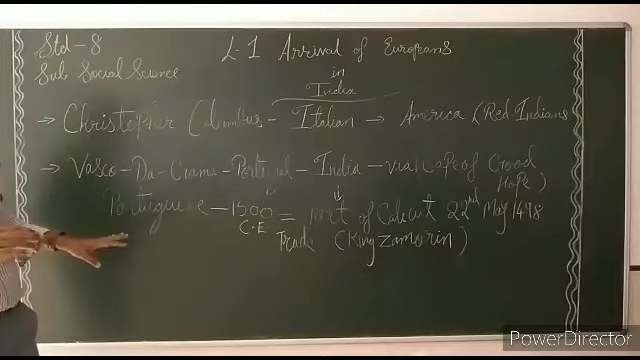 Std-8
L-1 Arrival of Europeans
Sub. Social Science
in
India
→ Christopher Columbus - Italian → America (Red Indians
→ Vasco-Da-Grama-Portugal - India - via (Cape of Good
Hope)
Portuguese - 1500 = port of Calicut 22nd May 1498
C.E
Trade (King Zamorin)
PowerDirector